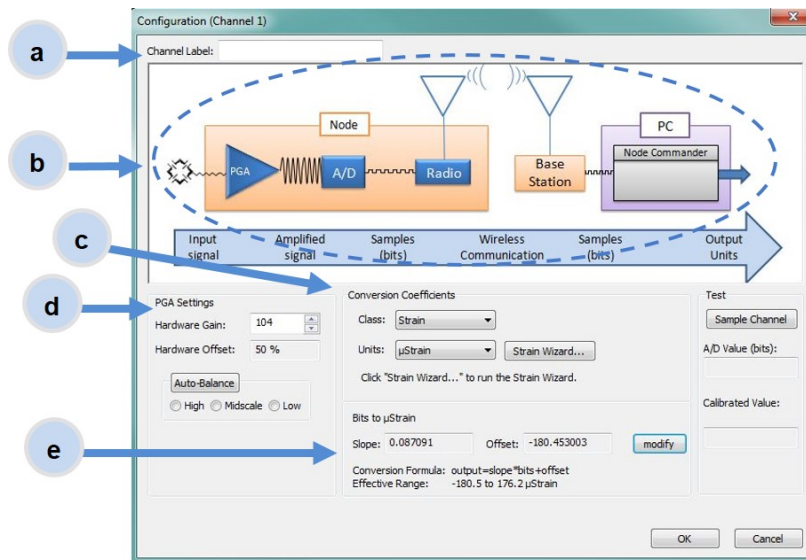 Configuration (Channel 1)
a
Channel Label:
Node
PC
b
PGA
A/D
Radio
Base
Station
Node Commander
c
Input
signal
Amplified
signal
Samples
(bits)
Wireless
Communication
Samples
(bits)
Output
Units
d
PGA Settings
Hardware Gain: 104
Hardware Offset: 50 %
Auto-Balance
High Midscale Low
Conversion Coefficients
Class: Strain
Units: µStrain Strain Wizard...
Click "Strain Wizard..." to run the Strain Wizard.
Test
Sample Channel
A/D Value (bits):
Calibrated Value:
e
Bits to µStrain
Slope: 0.087091 Offset: -180.453003 modify
Conversion Formula: output=slope*bits+offset
Effective Range: -180.5 to 176.2 µStrain
OK Cancel